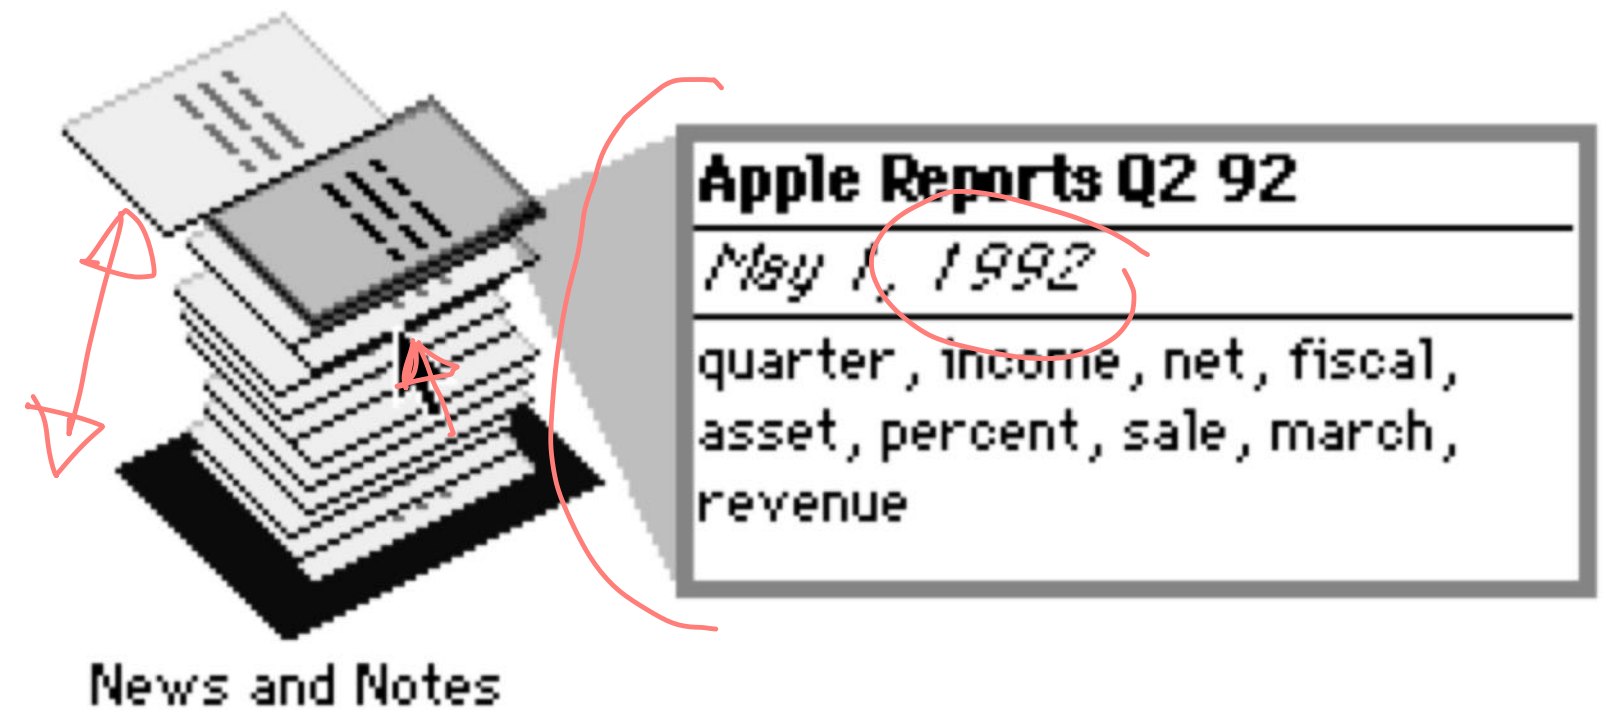 Apple Reports Q2 92
May 1, 1992
quarter, income, net, fiscal,
asset, percent, sale, march,
revenue
News and Notes